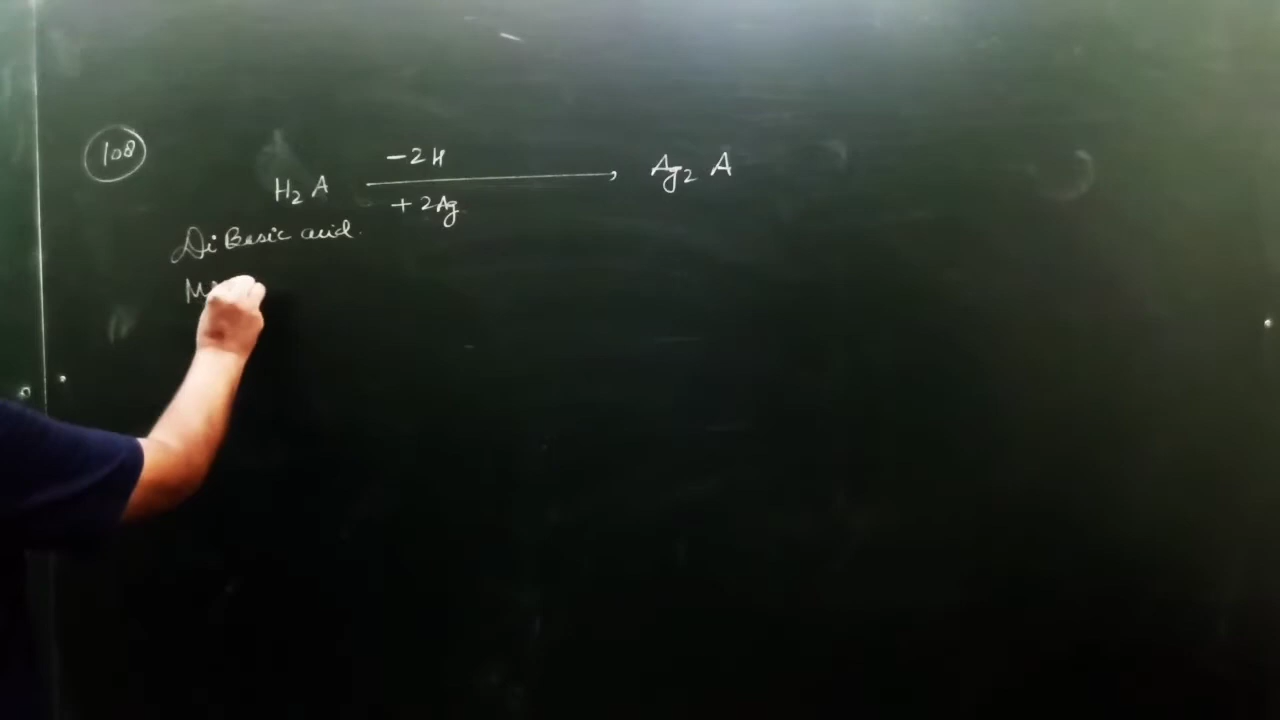 108
-2H
H2A → Ag2 A
+ 2Ag
Di Basic acid.
M